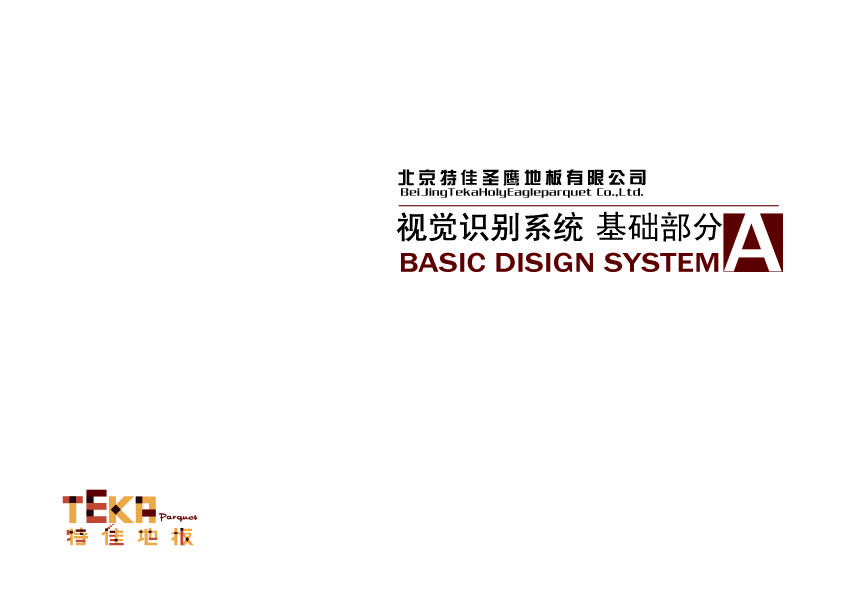 北京特佳圣鹰地板有限公司
BeiJingTekaHolyEagleparquet Co.,Ltd.
视觉识别系统 基础部分A
BASIC DISIGN SYSTEM
TEKA Parquet
特佳地板